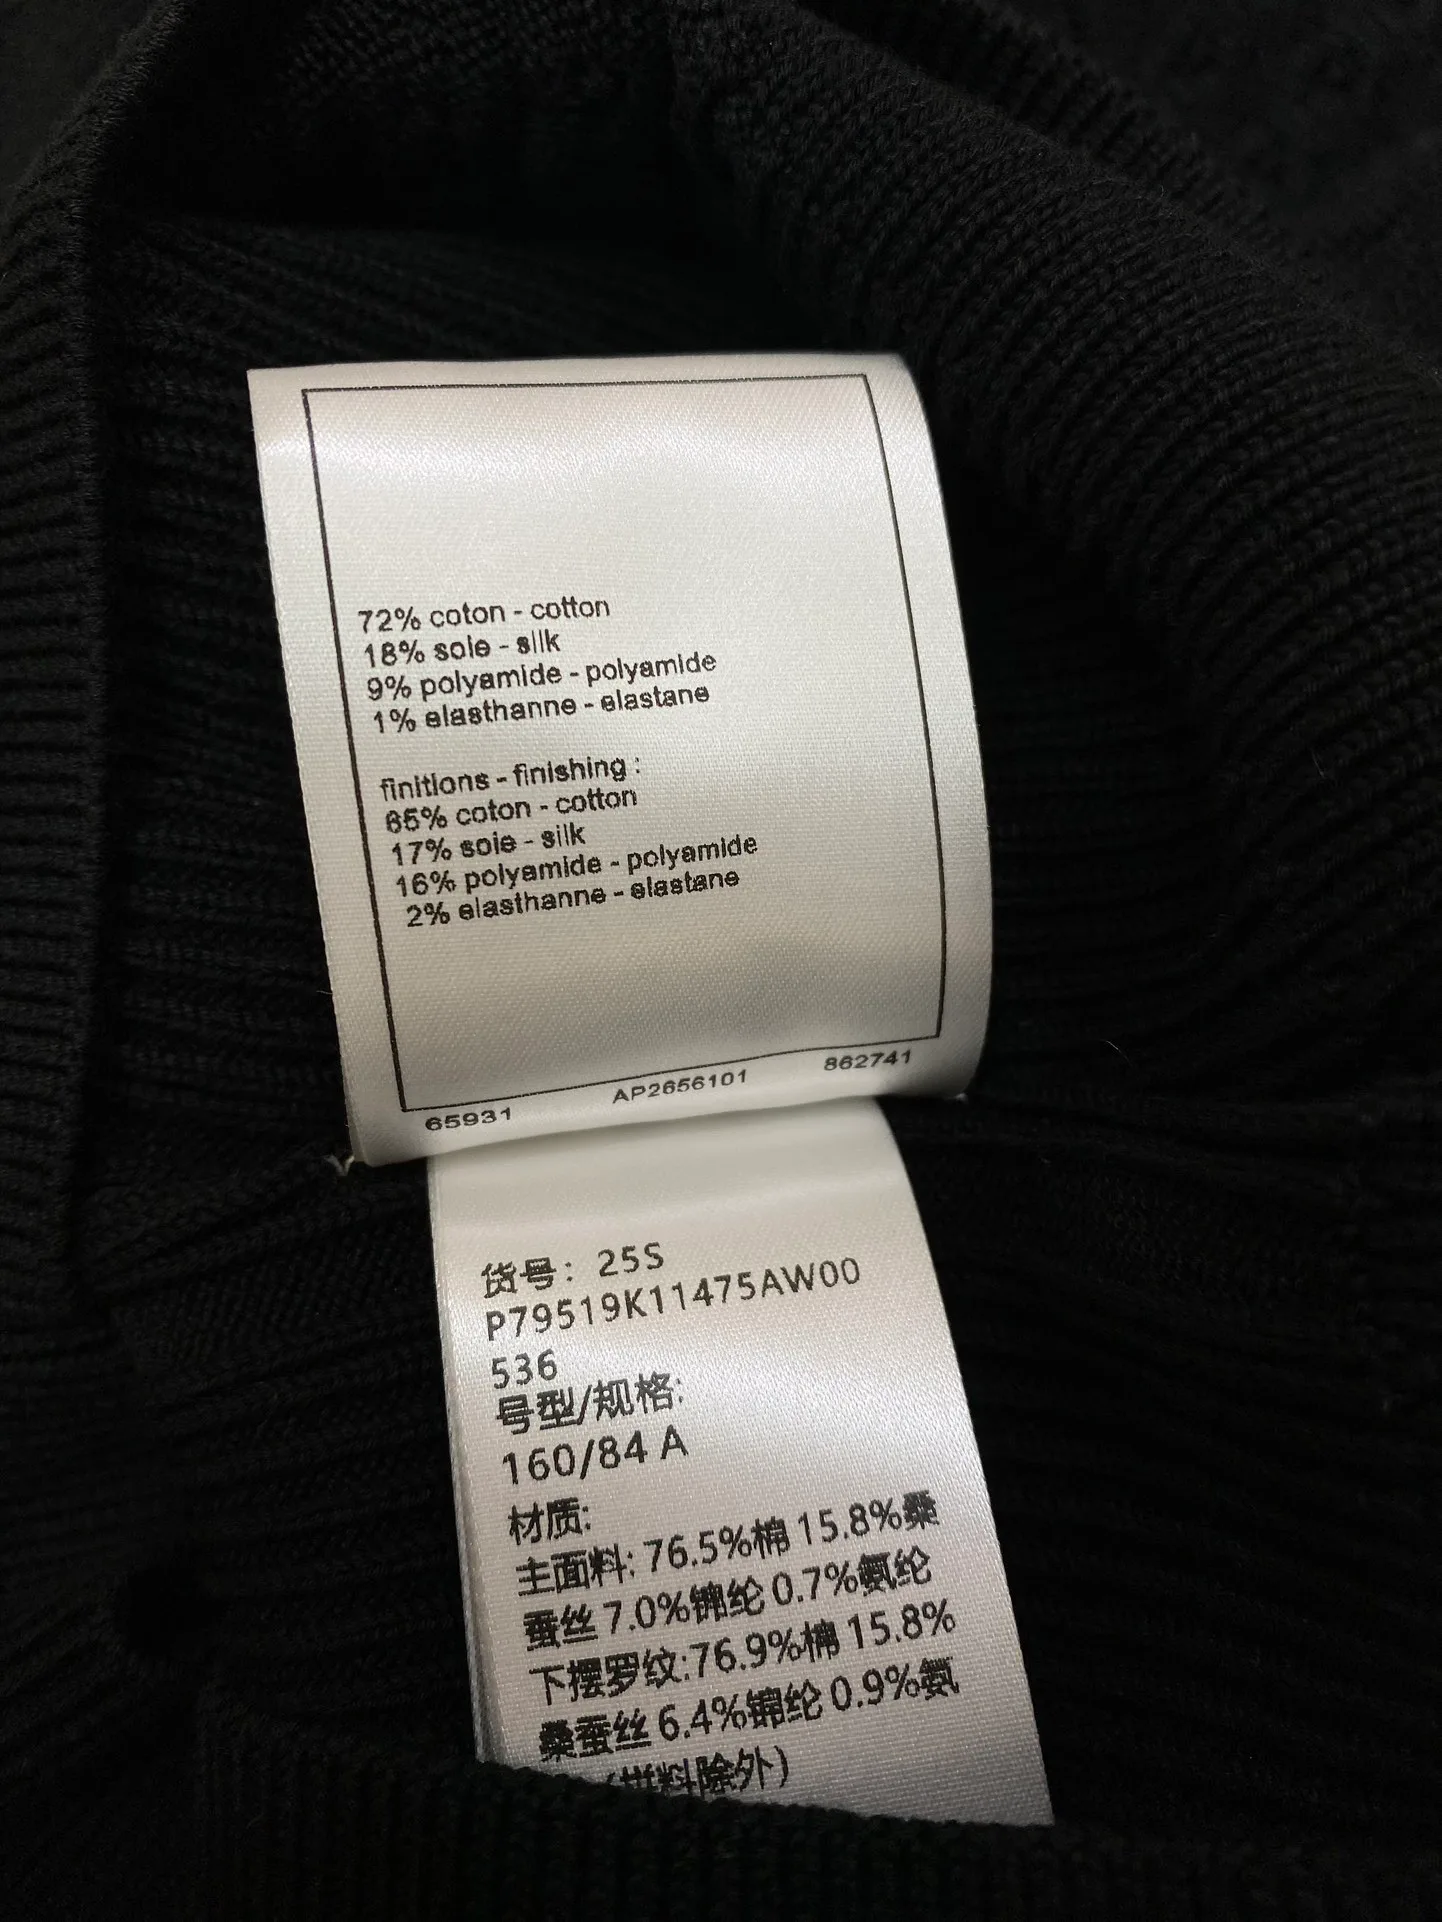 72% coton - cotton
18% soie - silk
9% polyamide - polyamide
1% elasthanne - elastane
finitions - finishing :
65% coton - cotton
17% soie - silk
16% polyamide - polyamide
2% elasthanne - elastane
65931 AP2656101 862741
货号：25S
P79519K11475AW00
536
号型/规格:
160/84 A
材质:
主面料: 76.5%棉 15.8%桑
蚕丝 7.0%锦纶 0.7%氨纶
下摆罗纹:76.9%棉 15.8%
桑蚕丝 6.4%锦纶 0.9%氨
(拼料除外)